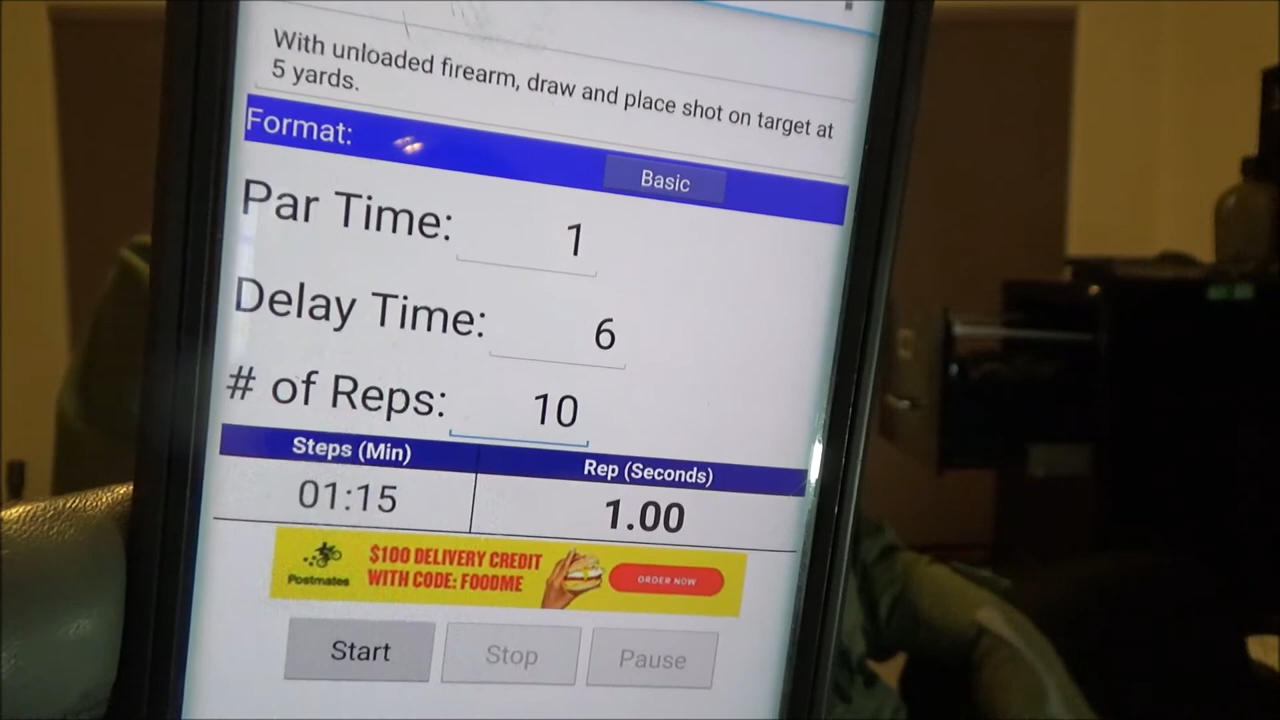 With unloaded firearm, draw and place shot on target at
5 yards.
Format:
Basic
Par Time: 1
Delay Time: 6
# of Reps: 10
Steps (Min) Rep (Seconds)
01:15 1.00
Postmates
$100 DELIVERY CREDIT
WITH CODE: FOODME
ORDER NOW
Start Stop Pause